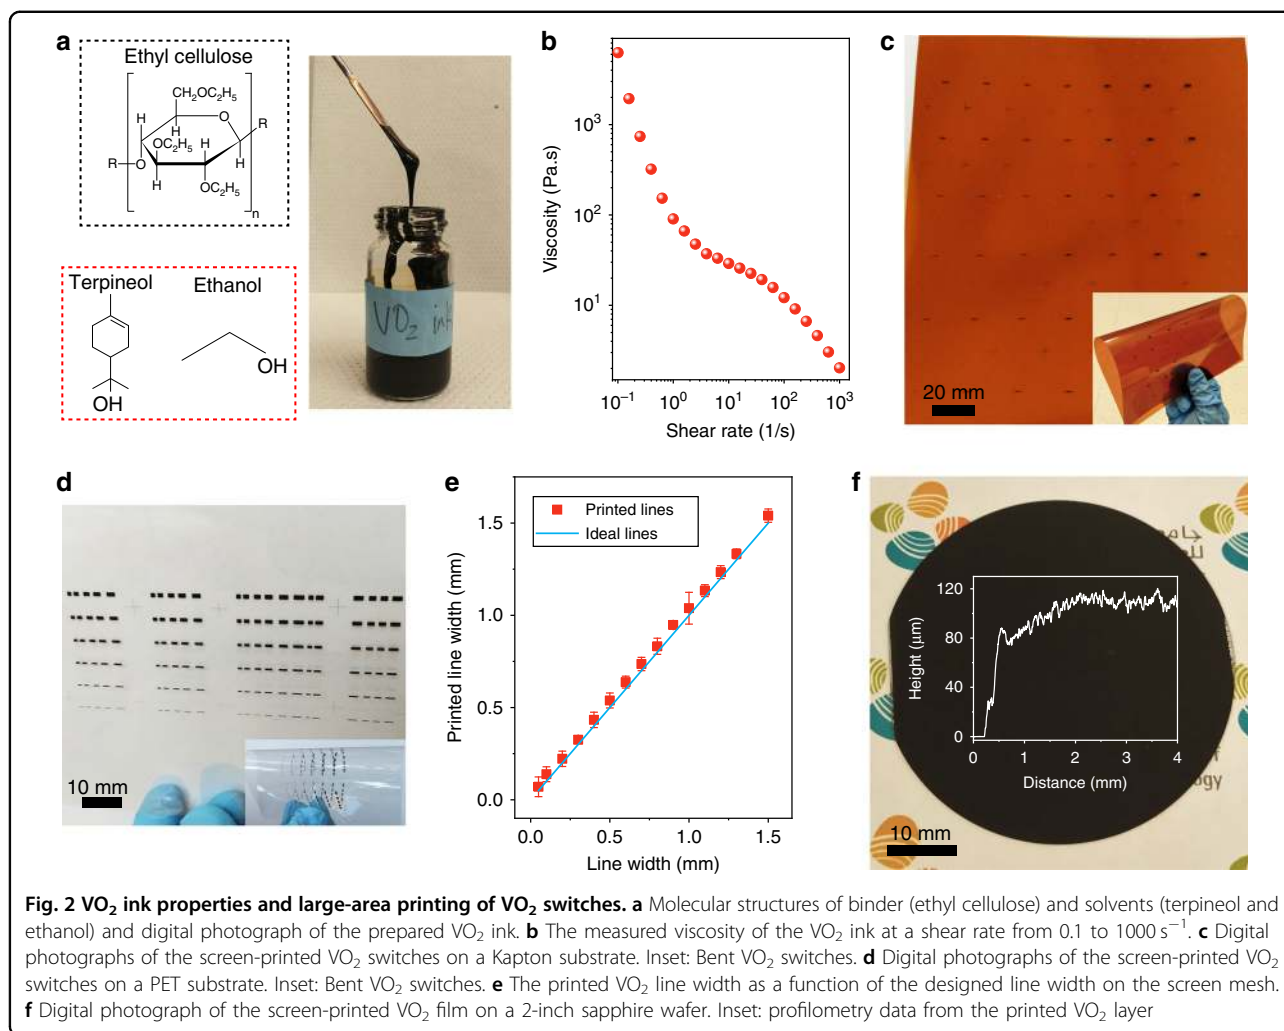 a
Ethyl cellulose
CH₂OC₂H₅
O
H
H
R
OC₂H₅
H
R
O
H
H
OC₂H₅
n
Terpineol
Ethanol
OH
OH
VO₂ ink
b
Viscosity (Pa.s)
10³
10²
10¹
10⁻¹ 10⁰ 10¹ 10² 10³
Shear rate (1/s)
c
20 mm
d
10 mm
e
Printed lines
Ideal lines
Printed line width (mm)
1.5
1.0
0.5
0.0
0.0 0.5 1.0 1.5
Line width (mm)
f
جامع
Height (μm)
120
80
40
0
0 1 2 3 4
Distance (mm)
ogy
10 mm
Fig. 2 VO₂ ink properties and large-area printing of VO₂ switches. a Molecular structures of binder (ethyl cellulose) and solvents (terpineol and
ethanol) and digital photograph of the prepared VO₂ ink. b The measured viscosity of the VO₂ ink at a shear rate from 0.1 to 1000 s⁻¹. c Digital
photographs of the screen-printed VO₂ switches on a Kapton substrate. Inset: Bent VO₂ switches. d Digital photographs of the screen-printed VO₂
switches on a PET substrate. Inset: Bent VO₂ switches. e The printed VO₂ line width as a function of the designed line width on the screen mesh.
f Digital photograph of the screen-printed VO₂ film on a 2-inch sapphire wafer. Inset: profilometry data from the printed VO₂ layer